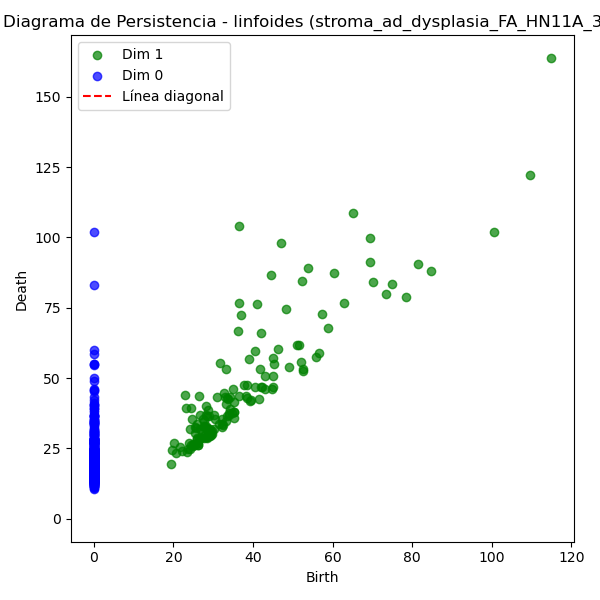 Diagrama de Persistencia - linfoides (stroma_ad_dysplasia_FA_HN11A_3
Dim 1
Dim 0
Línea diagonal
Death
150
125
100
75
50
25
0
0 20 40 60 80 100 120
Birth